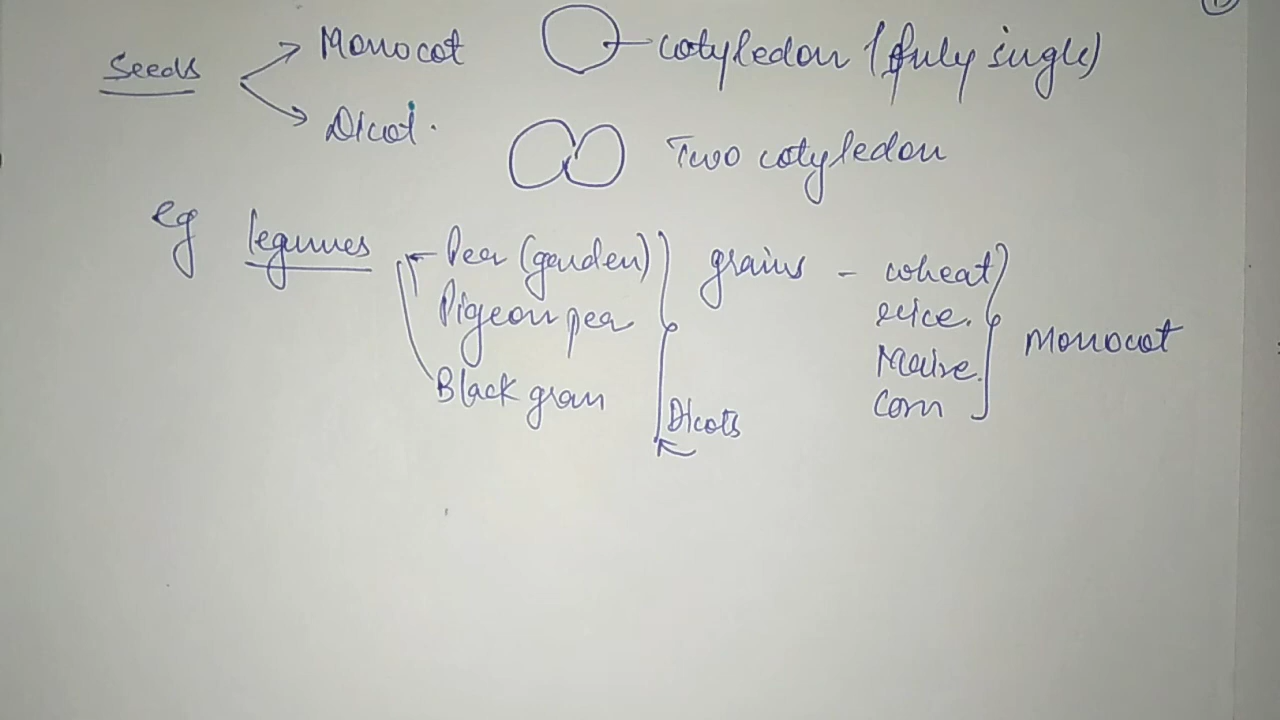 Seeds
Monocot
cotyledon (fuly single)
Dicot.
Two cotyledon
eg legumes - Pea (garden)
Pigeon pea
Black gram
Dicots
grains - wheat
rice.
Maize.
Corn
Monocot